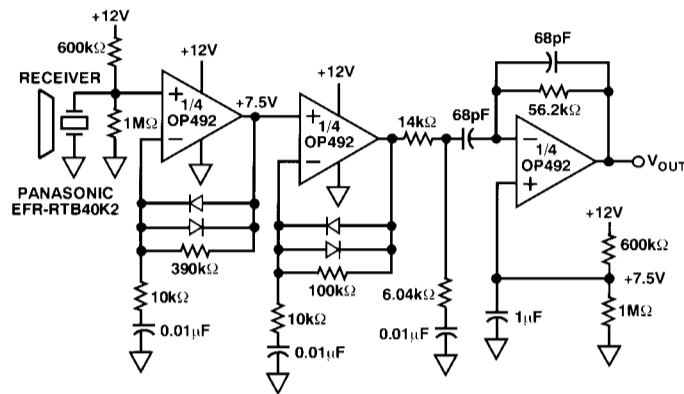 +12V
600kΩ
RECEIVER
1MΩ
PANASONIC
EFR-RTB40K2
+12V
+
1/4
OP492
−
+7.5V
390kΩ
10kΩ
0.01µF
+12V
+
1/4
OP492
−
100kΩ
10kΩ
0.01µF
14kΩ
68pF
6.04kΩ
0.01µF
68pF
56.2kΩ
−
1/4
OP492
+
VOUT
+12V
600kΩ
+7.5V
1µF
1MΩ